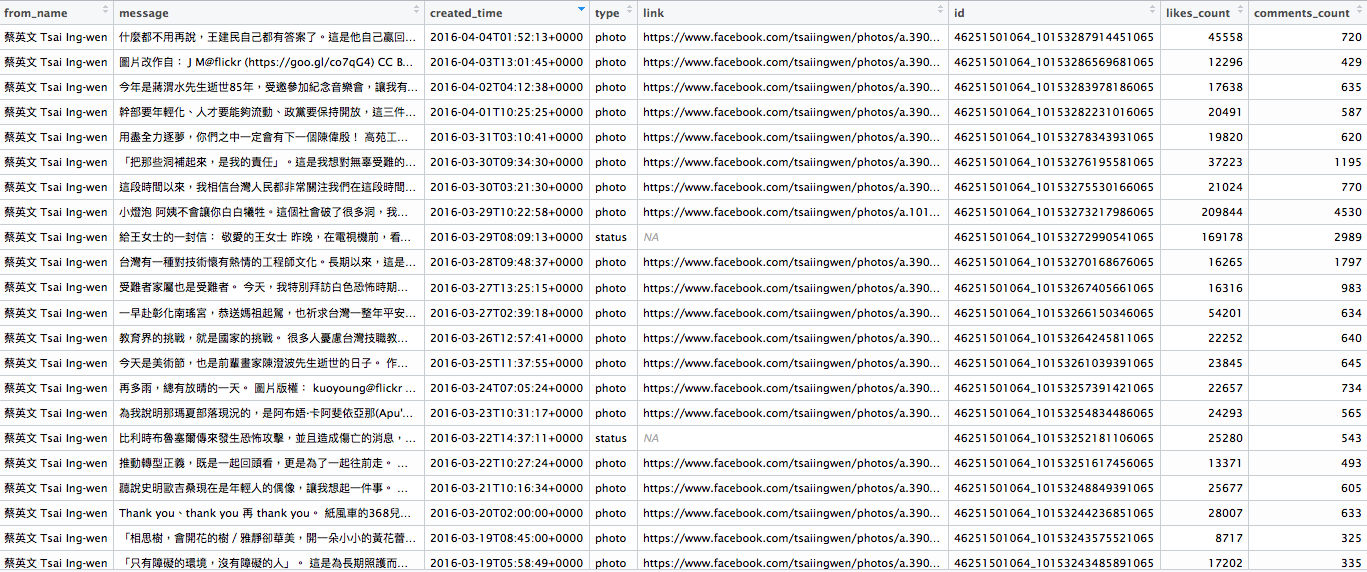 from_name message created_time type link id likes_count comments_count
蔡英文 Tsai Ing-wen 什麼都不用再說，王建民自己都有答案了。這是他自己贏回... 2016-04-04T01:52:13+0000 photo https://www.facebook.com/tsaiingwen/photos/a.390... 46251501064_10153287914451065 45558 720
蔡英文 Tsai Ing-wen 圖片改作自： J M@flickr (https://goo.gl/co7qG4) CC B... 2016-04-03T13:01:45+0000 photo https://www.facebook.com/tsaiingwen/photos/a.390... 46251501064_10153286569681065 12296 429
蔡英文 Tsai Ing-wen 今年是蔣渭水先生逝世85年，受邀參加紀念音樂會，讓我有... 2016-04-02T04:12:38+0000 photo https://www.facebook.com/tsaiingwen/photos/a.390... 46251501064_10153283978186065 17638 635
蔡英文 Tsai Ing-wen 幹部要年輕化、人才要能夠流動、政黨要保持開放，這三件... 2016-04-01T10:25:25+0000 photo https://www.facebook.com/tsaiingwen/photos/a.390... 46251501064_10153282231016065 20491 587
蔡英文 Tsai Ing-wen 用盡全力逐夢，你們之中一定會有下一個陳偉殷！ 高苑工... 2016-03-31T03:10:41+0000 photo https://www.facebook.com/tsaiingwen/photos/a.390... 46251501064_10153278343931065 19820 620
蔡英文 Tsai Ing-wen 「把那些洞補起來，是我的責任」。這是我想對無辜受難的... 2016-03-30T09:34:30+0000 photo https://www.facebook.com/tsaiingwen/photos/a.390... 46251501064_10153276195581065 37223 1195
蔡英文 Tsai Ing-wen 這段時間以來，我相信台灣人民都非常關注我們在這段時間... 2016-03-30T03:21:30+0000 photo https://www.facebook.com/tsaiingwen/photos/a.390... 46251501064_10153275530166065 21024 770
蔡英文 Tsai Ing-wen 小燈泡 阿姨不會讓你白白犧牲。這個社會破了很多洞，我... 2016-03-29T10:22:58+0000 photo https://www.facebook.com/tsaiingwen/photos/a.101... 46251501064_10153273217986065 209844 4530
蔡英文 Tsai Ing-wen 給王女士的一封信： 敬愛的王女士 昨晚，在電視機前，看... 2016-03-29T08:09:13+0000 status NA 46251501064_10153272990541065 169178 2989
蔡英文 Tsai Ing-wen 台灣有一種對技術懷有熱情的工程師文化。長期以來，這是... 2016-03-28T09:48:37+0000 photo https://www.facebook.com/tsaiingwen/photos/a.390... 46251501064_10153270168676065 16265 1797
蔡英文 Tsai Ing-wen 受難者家屬也是受難者。 今天，我特別拜訪白色恐怖時期... 2016-03-27T13:25:15+0000 photo https://www.facebook.com/tsaiingwen/photos/a.390... 46251501064_10153267405661065 16316 983
蔡英文 Tsai Ing-wen 一早赴彰化南瑤宮，恭送媽祖起駕，也祈求台灣一整年平安... 2016-03-27T02:39:18+0000 photo https://www.facebook.com/tsaiingwen/photos/a.390... 46251501064_10153266150346065 54201 634
蔡英文 Tsai Ing-wen 教育界的挑戰，就是國家的挑戰。 很多人憂慮台灣技職教... 2016-03-26T12:57:41+0000 photo https://www.facebook.com/tsaiingwen/photos/a.390... 46251501064_10153264245811065 22252 640
蔡英文 Tsai Ing-wen 今天是美術節，也是前輩畫家陳澄波先生逝世的日子。 作... 2016-03-25T11:37:55+0000 photo https://www.facebook.com/tsaiingwen/photos/a.390... 46251501064_10153261039391065 23845 645
蔡英文 Tsai Ing-wen 再多雨，總有放晴的一天。 圖片版權： kuoyoung@flickr ... 2016-03-24T07:05:24+0000 photo https://www.facebook.com/tsaiingwen/photos/a.390... 46251501064_10153257391421065 22657 734
蔡英文 Tsai Ing-wen 為我說明那瑪夏部落現況的，是阿布娪·卡阿斐依亞那(Apu'... 2016-03-23T10:31:17+0000 photo https://www.facebook.com/tsaiingwen/photos/a.390... 46251501064_10153254834486065 24293 565
蔡英文 Tsai Ing-wen 比利時布魯塞爾傳來發生恐怖攻擊，並且造成傷亡的消息，... 2016-03-22T14:37:11+0000 status NA 46251501064_10153252181106065 25280 543
蔡英文 Tsai Ing-wen 推動轉型正義，既是一起回頭看，更是為了一起往前走。 ... 2016-03-22T10:27:24+0000 photo https://www.facebook.com/tsaiingwen/photos/a.390... 46251501064_10153251617456065 13371 493
蔡英文 Tsai Ing-wen 聽說史明歐吉桑現在是年輕人的偶像，讓我想起一件事。 ... 2016-03-21T10:16:34+0000 photo https://www.facebook.com/tsaiingwen/photos/a.390... 46251501064_10153248849391065 25677 605
蔡英文 Tsai Ing-wen Thank you、thank you 再 thank you。 紙風車的368兒... 2016-03-20T02:00:00+0000 photo https://www.facebook.com/tsaiingwen/photos/a.390... 46251501064_10153244236851065 28007 633
蔡英文 Tsai Ing-wen 「相思樹，會開花的樹 / 雅靜卻華美，開一朵小小的黃花蕾... 2016-03-19T08:45:00+0000 photo https://www.facebook.com/tsaiingwen/photos/a.390... 46251501064_10153243575521065 8717 325
蔡英文 Tsai Ing-wen 「只有障礙的環境，沒有障礙的人」。 這是為長期照護而... 2016-03-19T05:58:49+0000 photo https://www.facebook.com/tsaiingwen/photos/a.390... 46251501064_10153243485891065 17202 335